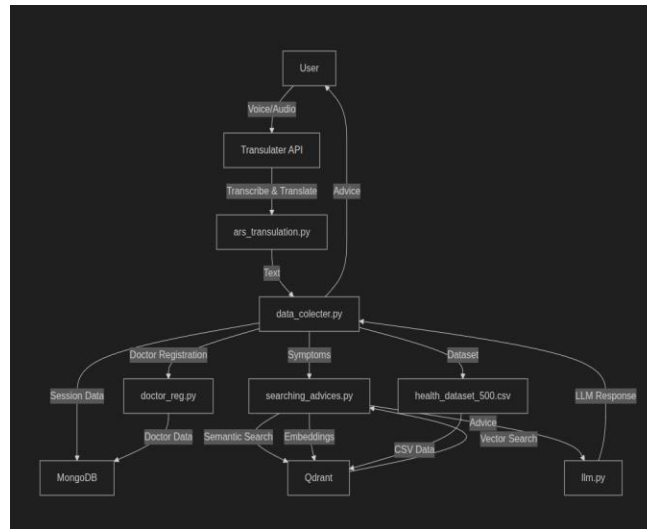 User
Voice/Audio
Transulater API
Transcribe & Translate
Advice
ars_transulation.py
Text
data_colecter.py
Doctor Registration
Symptoms
Dataset
Session Data
doctor_reg.py
searching_advices.py
health_dataset_500.csv
LLM Response
Doctor Data
Semantic Search
Embeddings
CSV Data
Advice
Vector Search
MongoDB
Qdrant
llm.py